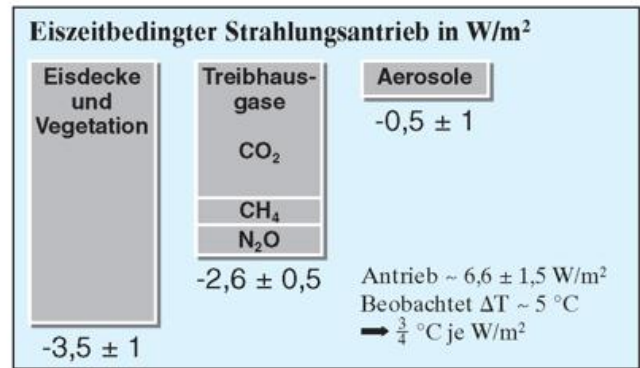 Eiszeitbedingter Strahlungsantrieb in W/m²
Eisdecke
und
Vegetation
-3,5 ± 1
Treibhaus-
gase
CO₂
CH₄
N₂O
-2,6 ± 0,5
Aerosole
-0,5 ± 1
Antrieb ~ 6,6 ± 1,5 W/m²
Beobachtet ΔT ~ 5 °C
➡ ¾ °C je W/m²